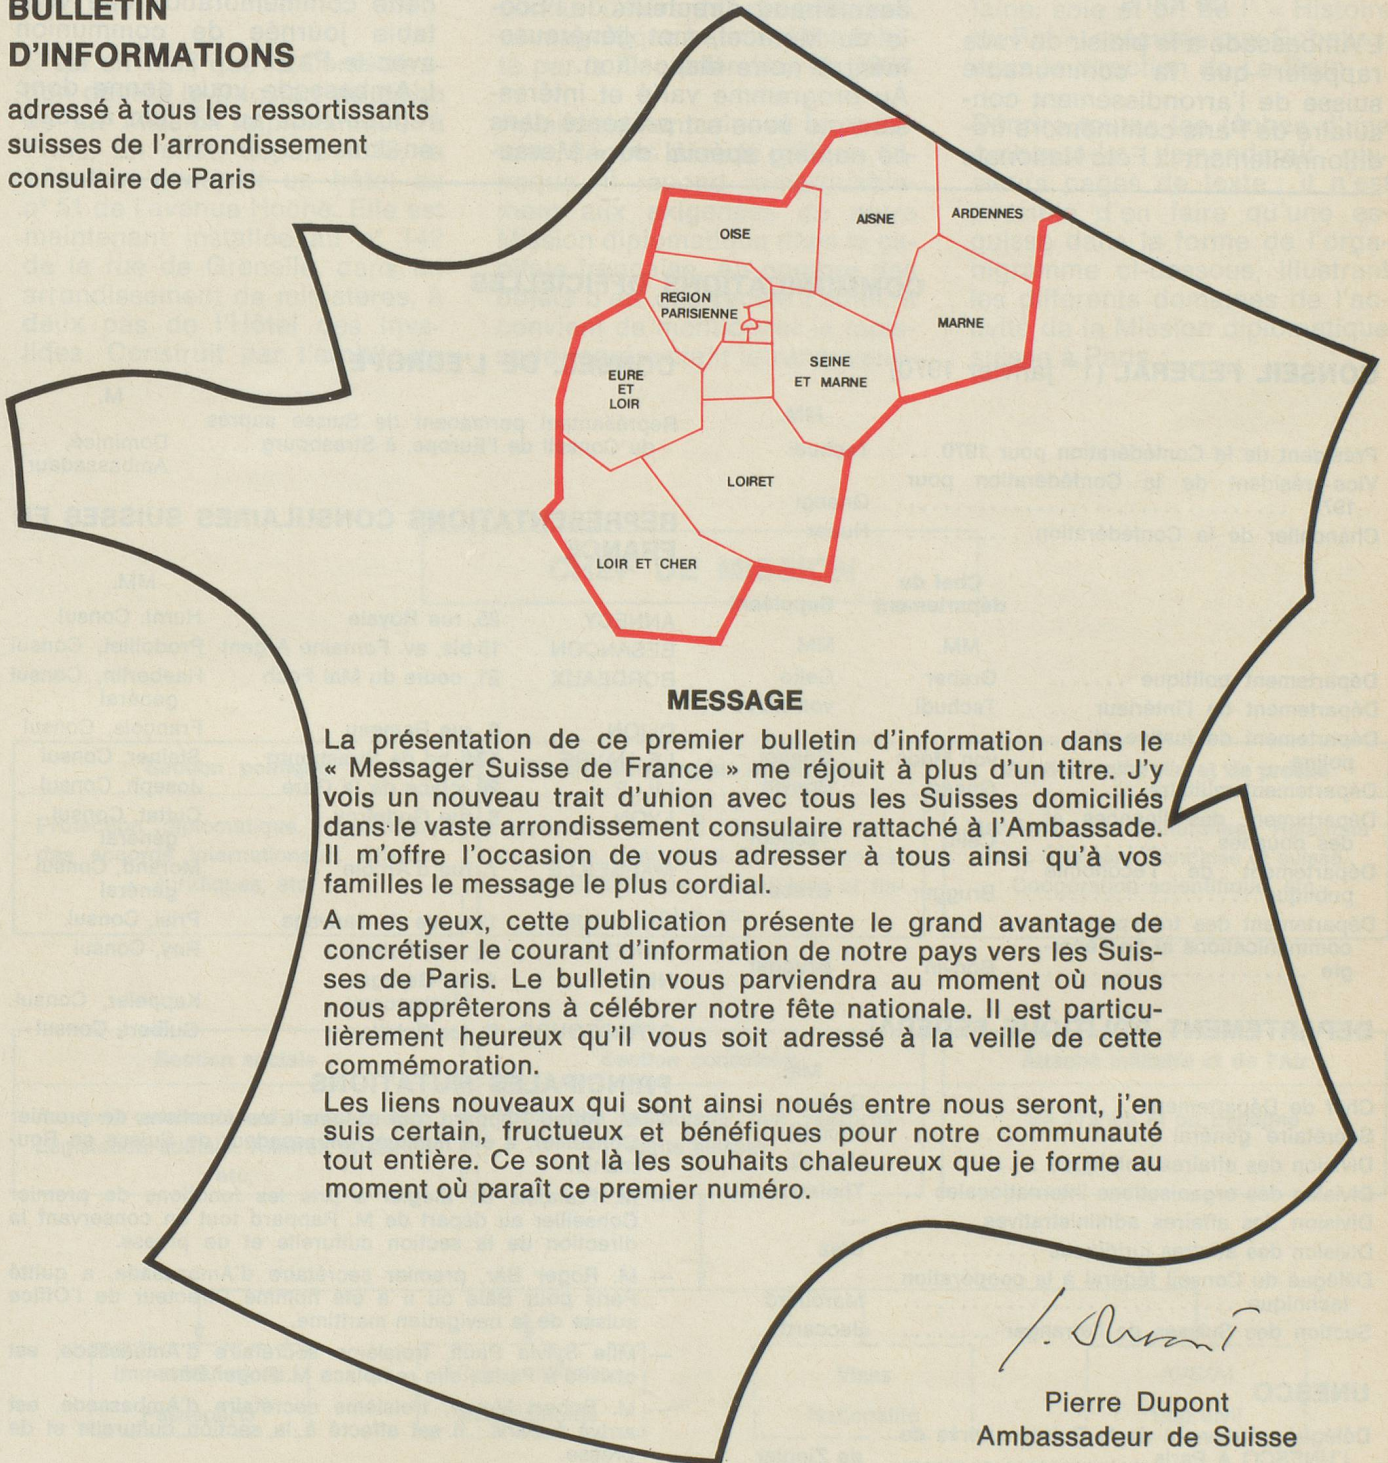 BULLETIN
D'INFORMATIONS
adressé à tous les ressortissants
suisses de l'arrondissement
consulaire de Paris
OISE
AISNE
ARDENNES
REGION
PARISIENNE
MARNE
SEINE
ET MARNE
EURE
ET
LOIR
LOIRET
LOIR ET CHER
MESSAGE
La présentation de ce premier bulletin d'information dans le
« Messager Suisse de France » me réjouit à plus d'un titre. J'y
vois un nouveau trait d'union avec tous les Suisses domiciliés
dans le vaste arrondissement consulaire rattaché à l'Ambassade.
Il m'offre l'occasion de vous adresser à tous ainsi qu'à vos
familles le message le plus cordial.
A mes yeux, cette publication présente le grand avantage de
concrétiser le courant d'information de notre pays vers les Suis-
ses de Paris. Le bulletin vous parviendra au moment où nous
nous apprêterons à célébrer notre fête nationale. Il est particu-
lièrement heureux qu'il vous soit adressé à la veille de cette
commémoration.
Les liens nouveaux qui sont ainsi noués entre nous seront, j'en
suis certain, fructueux et bénéfiques pour notre communauté
tout entière. Ce sont là les souhaits chaleureux que je forme au
moment où paraît ce premier numéro.
Pierre Dupont
Ambassadeur de Suisse